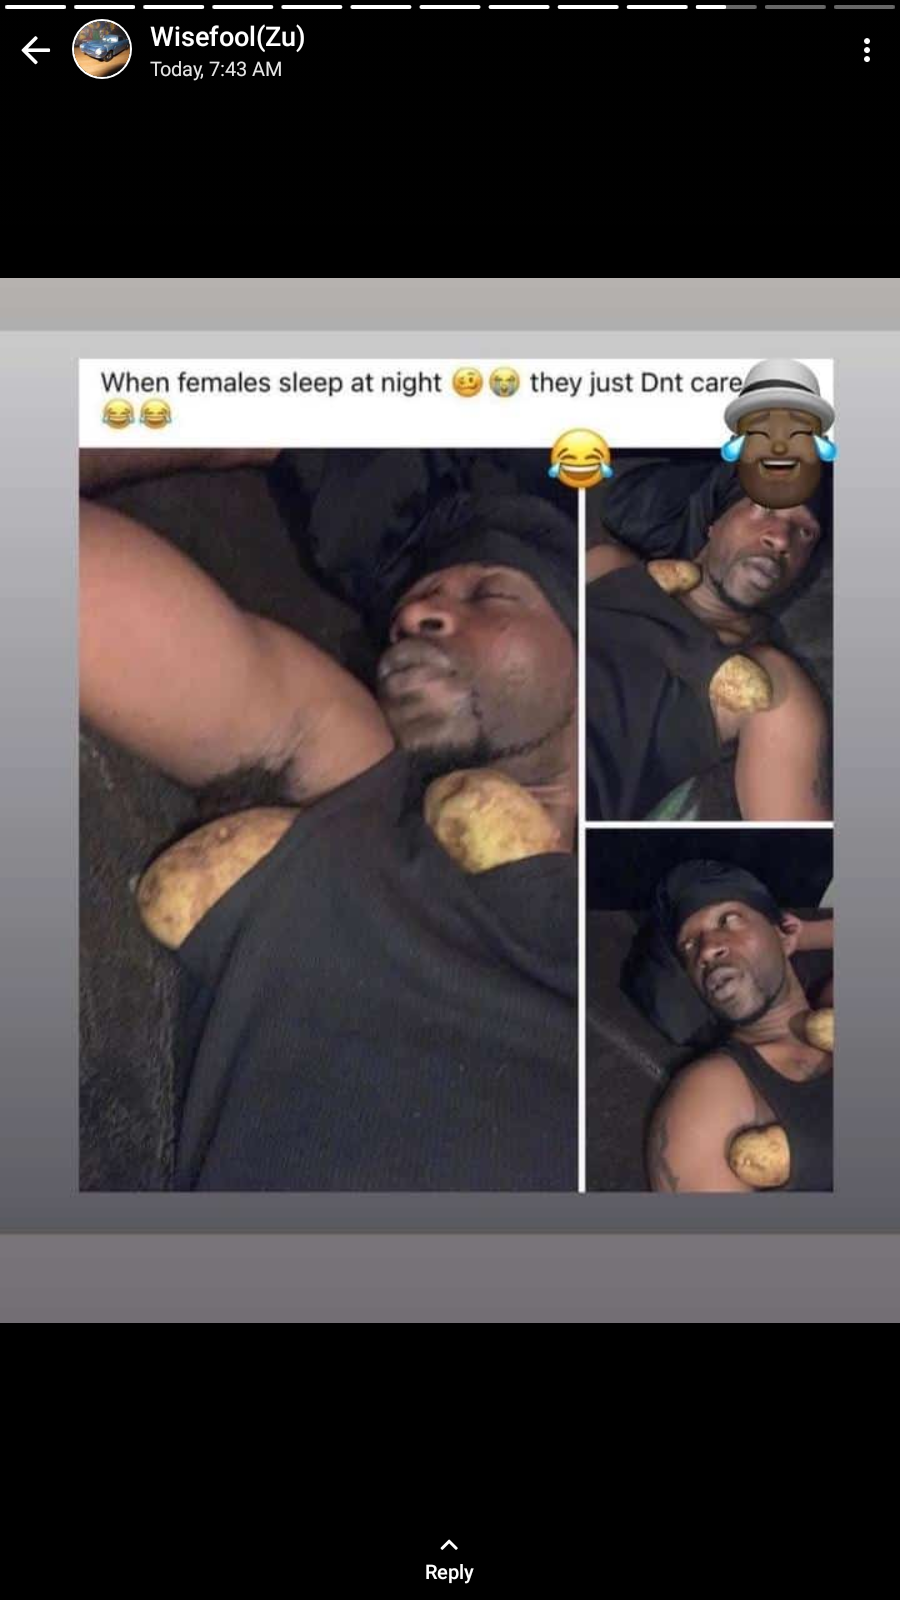 Wisefool(Zu)
Today, 7:43 AM
When females sleep at night 🥴😭 they just Dnt care
😂😂
Reply